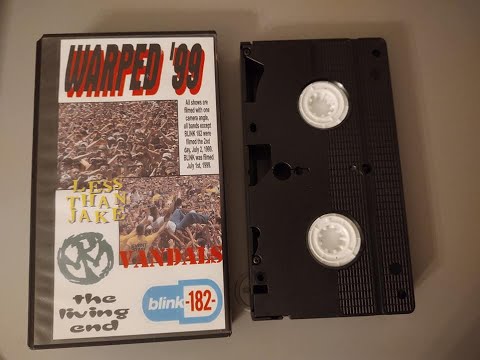 WARPED '99
All shows are
filmed with one
camera angle,
all bands except
BLINK 182 were
filmed the 2nd
day, July 2, 1999.
BLINK was filmed
July 1st, 1999.
LESS
THAN
JAKE
VANDALS
the
living
end
blink-182-